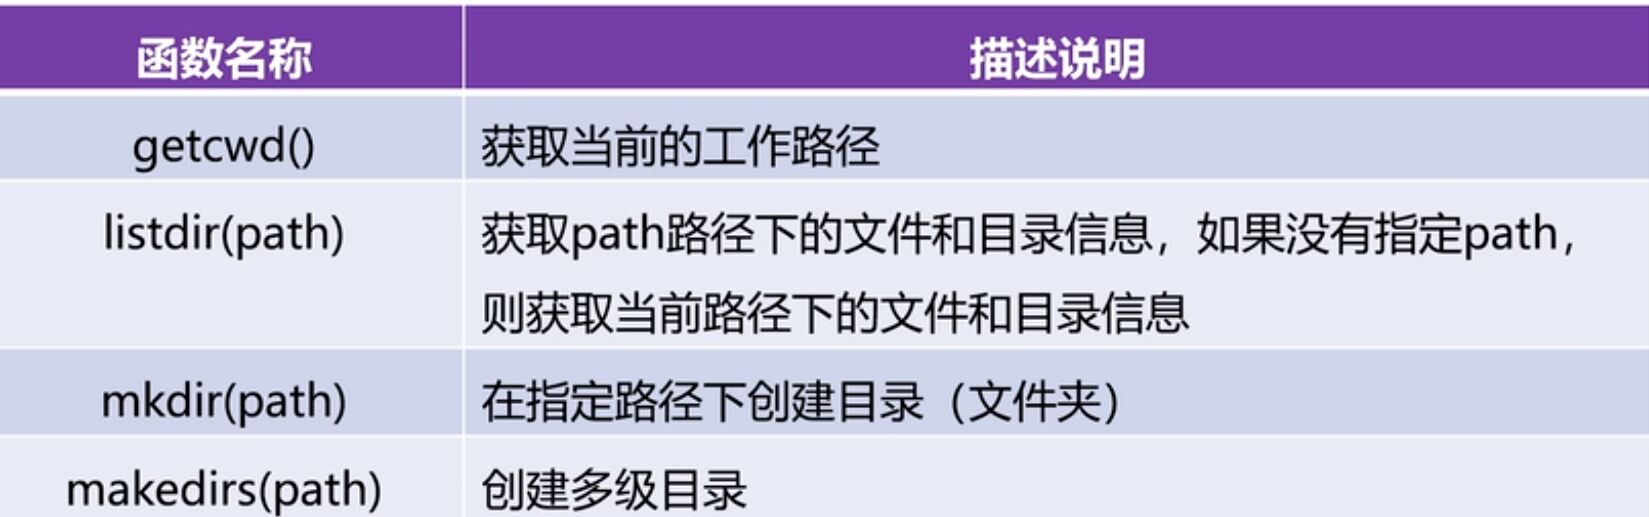 函数名称 描述说明
getcwd() 获取当前的工作路径
listdir(path) 获取path路径下的文件和目录信息，如果没有指定path，
则获取当前路径下的文件和目录信息
mkdir(path) 在指定路径下创建目录（文件夹）
makedirs(path) 创建多级目录